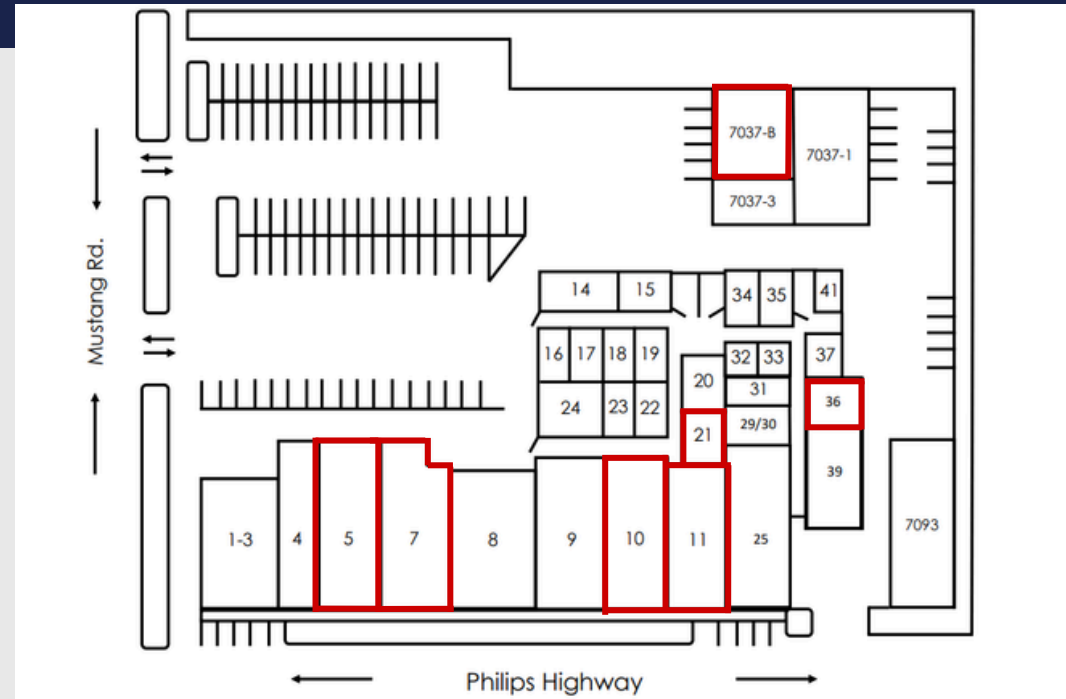 7037-B
7037-1
7037-3
Mustang Rd.
14 15 34 35 41
16 17 18 19 32 33 37
20 31 36
24 23 22 21 29/30
39
1-3 4 5 7 8 9 10 11 25 7093
Philips Highway